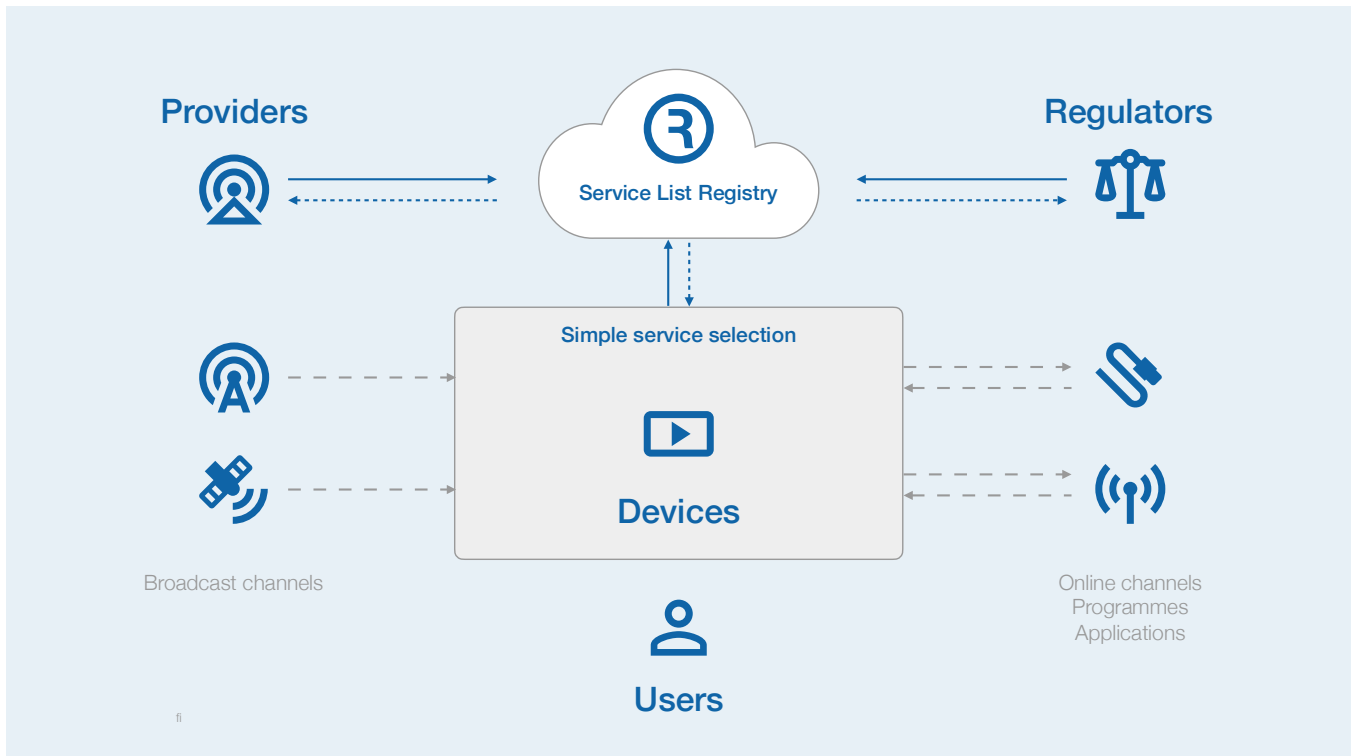 Providers
Regulators
Service List Registry
Simple service selection
Devices
Broadcast channels
Online channels
Programmes
Applications
Users
fi